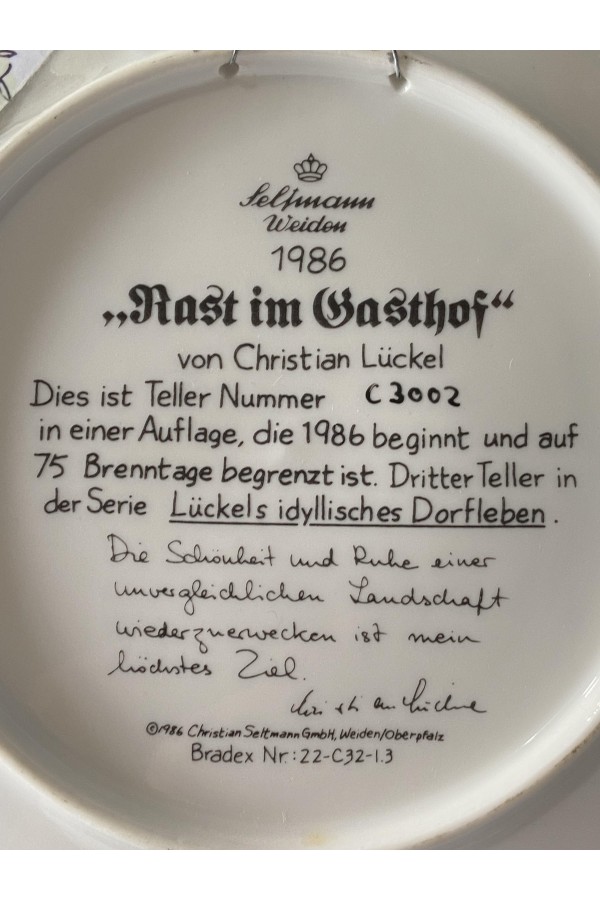 Seltmann
Weiden
1986
„Rast im Gasthof“
von Christian Lückel
Dies ist Teller Nummer C3002
in einer Auflage, die 1986 beginnt und auf
75 Brenntage begrenzt ist. Dritter Teller in
der Serie Lückels idyllisches Dorfleben.
Die Schönheit und Ruhe einer
unvergleichlichen Landschaft
wiederzuerwecken ist mein
höchstes Ziel.
Christian Lückel
©1986 Christian Seltmann GmbH, Weiden/Oberpfalz
Bradex Nr.: 22-C32-1.3